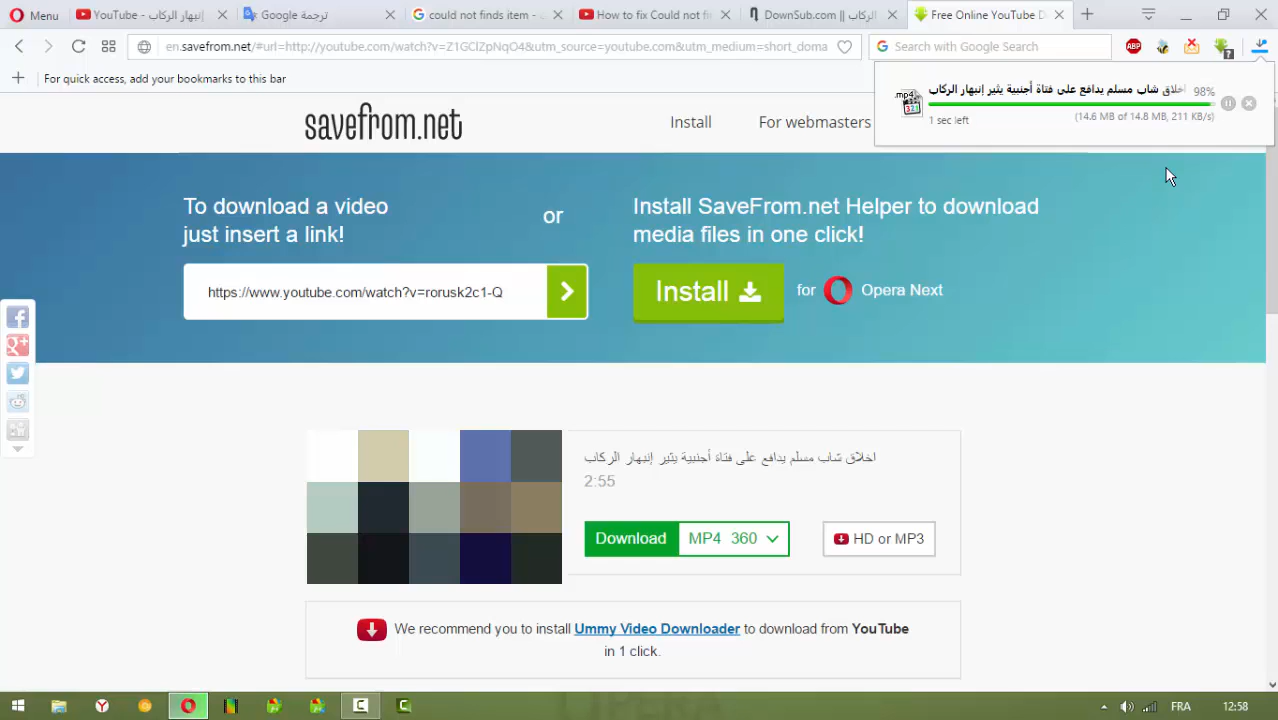 Menu
YouTube - إنبهار الركاب
ترجمة Google
could not finds item -
How to fix Could not fi
DownSub.com || الركاب
Free Online YouTube D
en.savefrom.net/#url=http://youtube.com/watch?v=Z1GCIZpNqO4&utm_source=youtube.com&utm_medium=short_doma
Search with Google Search
ABP
?
For quick access, add your bookmarks to this bar
.mp4
321
اخلاق شاب مسلم يدافع على فتاة أجنبية يثير إنبهار الركاب
98%
1 sec left
(14.6 MB of 14.8 MB, 211 KB/s)
savefrom.net
Install
For webmasters
To download a video
just insert a link!
or
Install SaveFrom.net Helper to download
media files in one click!
https://www.youtube.com/watch?v=rorusk2c1-Q
Install
for
Opera Next
اخلاق شاب مسلم يدافع على فتاة أجنبية يثير إنبهار الركاب
2:55
Download
MP4 360
HD or MP3
We recommend you to install Ummy Video Downloader to download from YouTube
in 1 click.
FRA
12:58